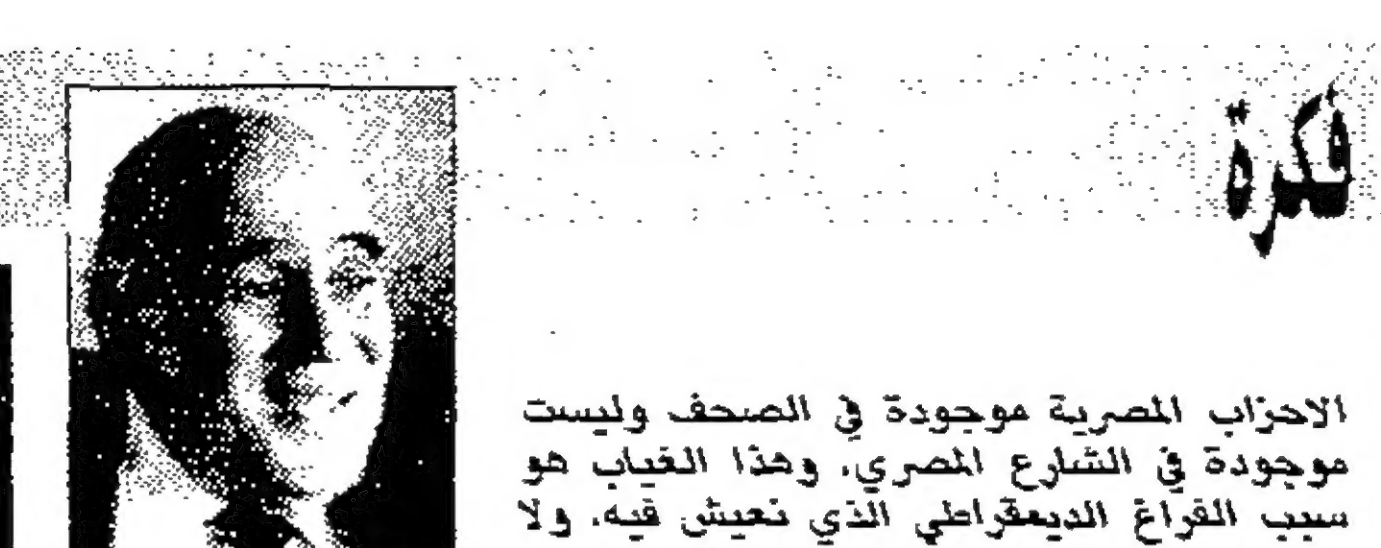 فكرة
الاحزاب المصرية موجودة في الصحف وليست
موجودة في الشارع المصري. وهذا الغياب هو
سبب الفراغ الديمقراطي الذي نعيش فيه. ولا